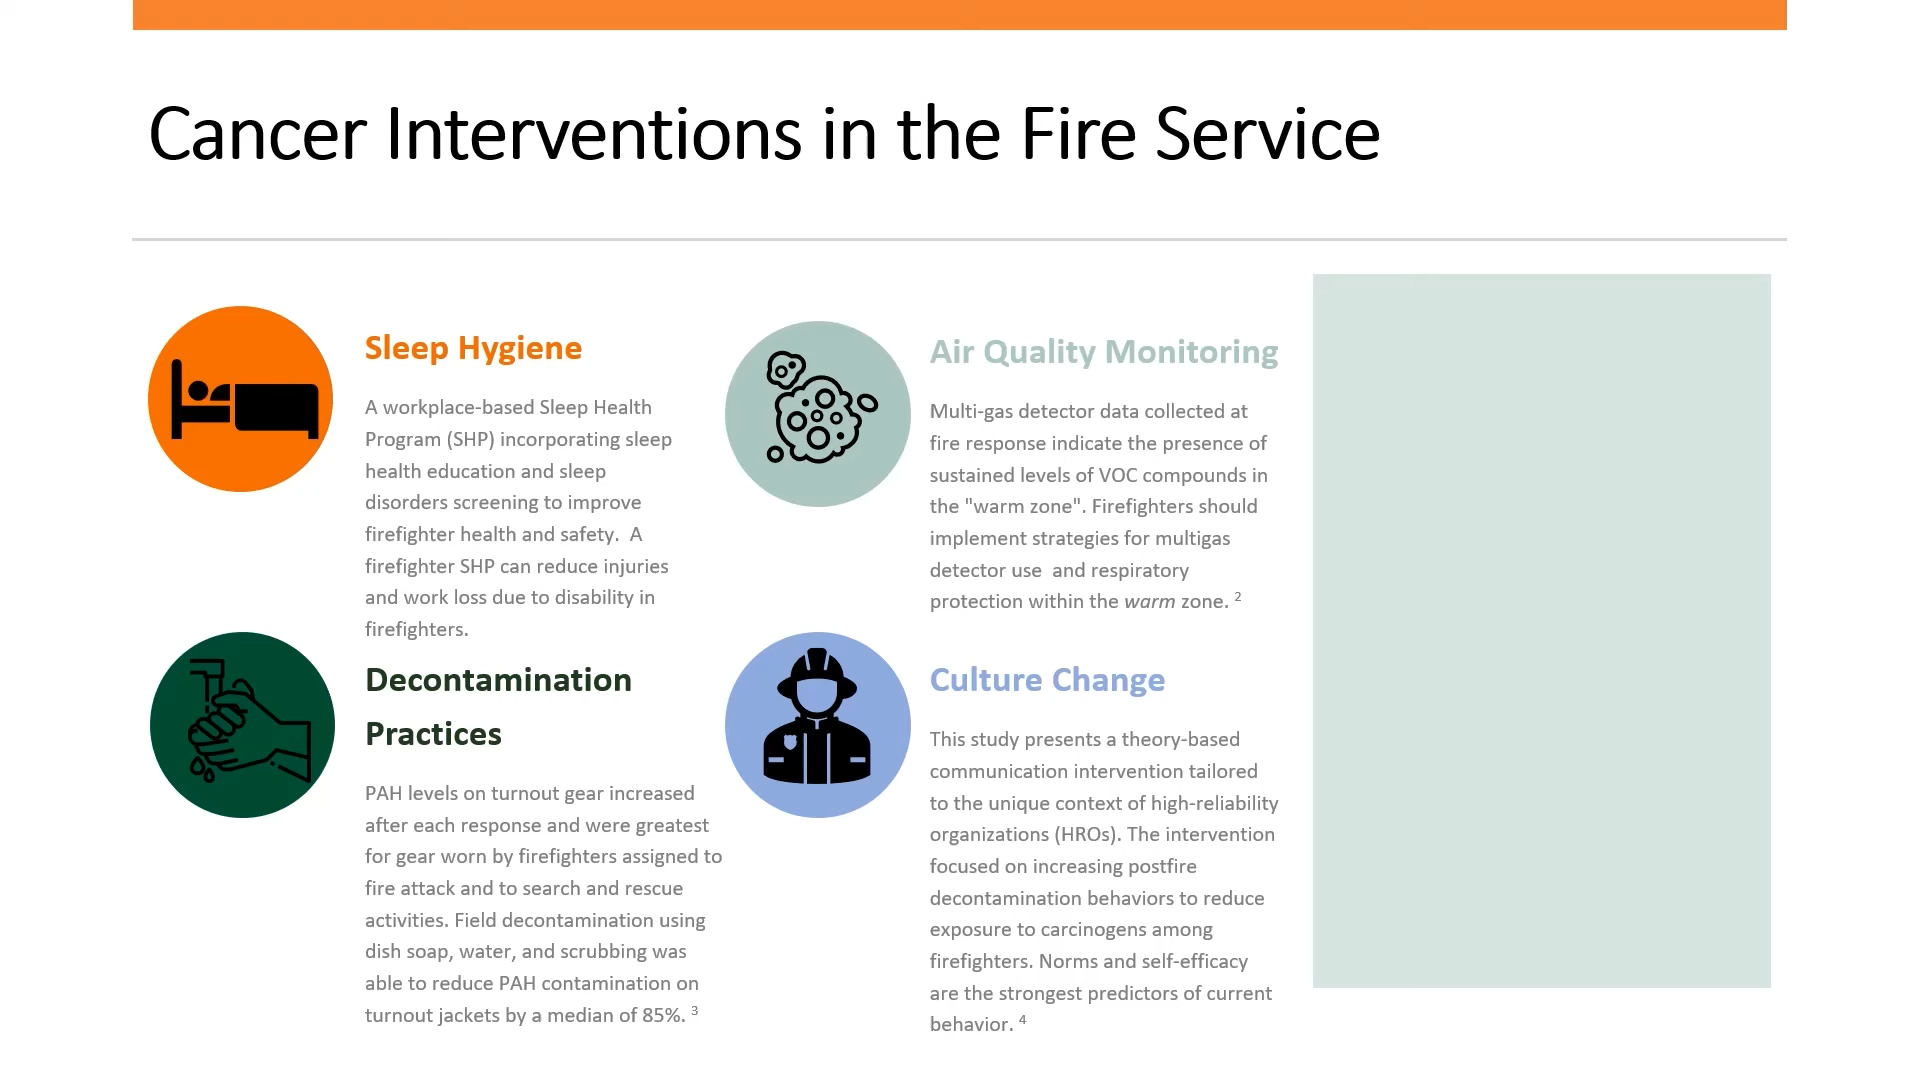 Cancer Interventions in the Fire Service
Sleep Hygiene
A workplace-based Sleep Health
Program (SHP) incorporating sleep
health education and sleep
disorders screening to improve
firefighter health and safety.  A
firefighter SHP can reduce injuries
and work loss due to disability in
firefighters.
Air Quality Monitoring
Multi-gas detector data collected at
fire response indicate the presence of
sustained levels of VOC compounds in
the "warm zone". Firefighters should
implement strategies for multigas
detector use  and respiratory
protection within the warm zone. 2
Decontamination
Practices
PAH levels on turnout gear increased
after each response and were greatest
for gear worn by firefighters assigned to
fire attack and to search and rescue
activities. Field decontamination using
dish soap, water, and scrubbing was
able to reduce PAH contamination on
turnout jackets by a median of 85%. 3
Culture Change
This study presents a theory-based
communication intervention tailored
to the unique context of high-reliability
organizations (HROs). The intervention
focused on increasing postfire
decontamination behaviors to reduce
exposure to carcinogens among
firefighters. Norms and self-efficacy
are the strongest predictors of current
behavior. 4